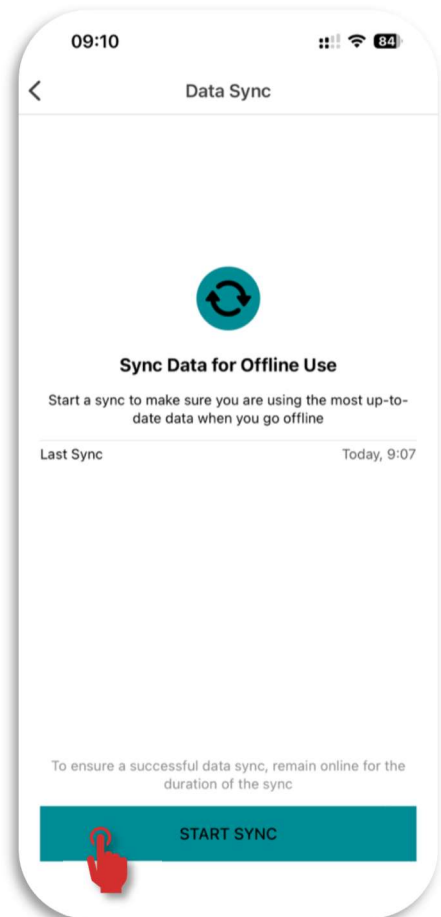 09:10
84
Data Sync
Sync Data for Offline Use
Start a sync to make sure you are using the most up-to-
date data when you go offline
Last Sync Today, 9:07
To ensure a successful data sync, remain online for the
duration of the sync
START SYNC